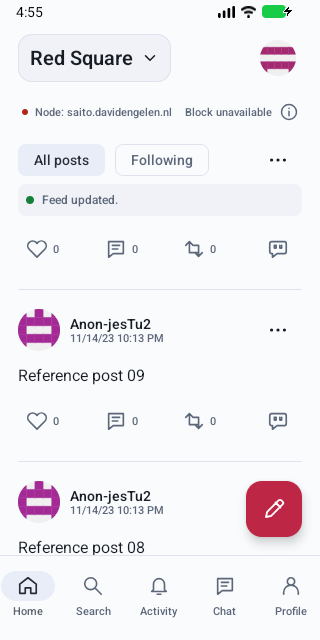 4:55
Red Square
Node: saito.davidengelen.nl Block unavailable
All posts Following
Feed updated.
0 0 0
Anon-jesTu2
11/14/23 10:13 PM
Reference post 09
0 0 0
Anon-jesTu2
11/14/23 10:13 PM
Reference post 08
Home Search Activity Chat Profile